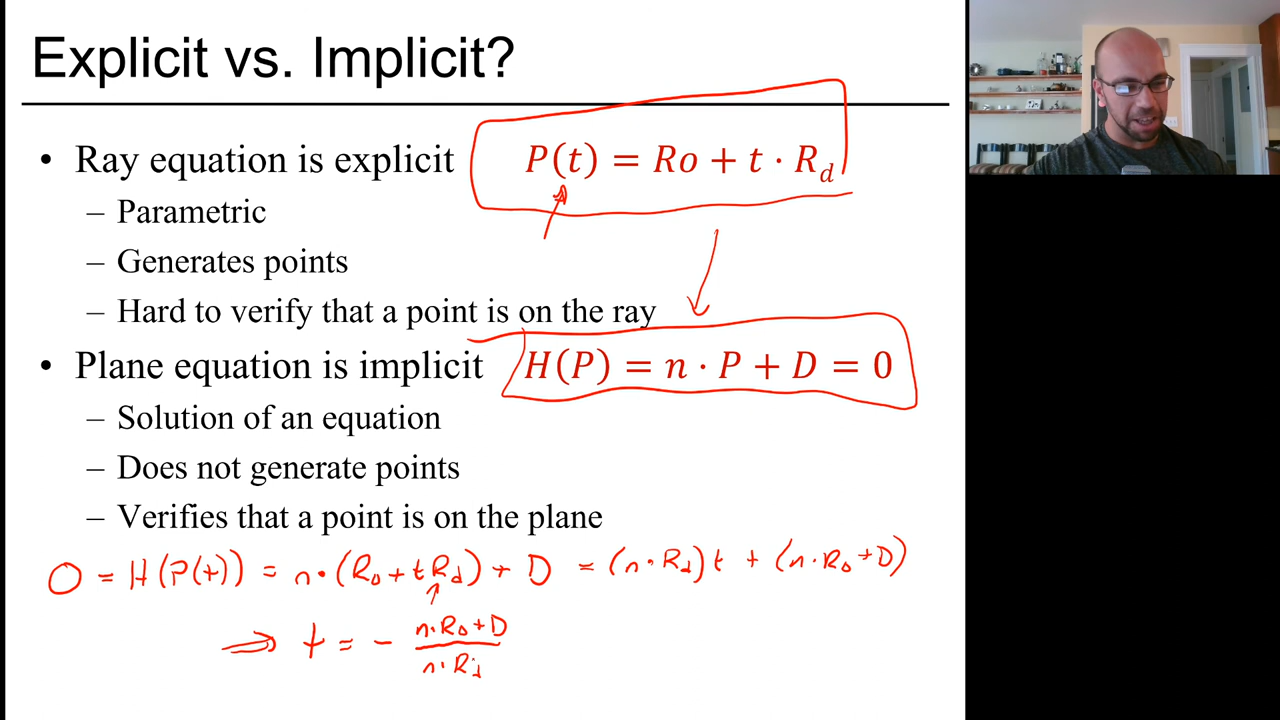 Explicit vs. Implicit?
• Ray equation is explicit P(t) = Ro + t · R_d
– Parametric
– Generates points
– Hard to verify that a point is on the ray
• Plane equation is implicit H(P) = n · P + D = 0
– Solution of an equation
– Does not generate points
– Verifies that a point is on the plane
0 = H(P(t)) = n·(R₀ + tR_d) + D = (n·R_d)t + (n·R₀+D)
⇒ t = − (n·R₀+D)/(n·R_d)